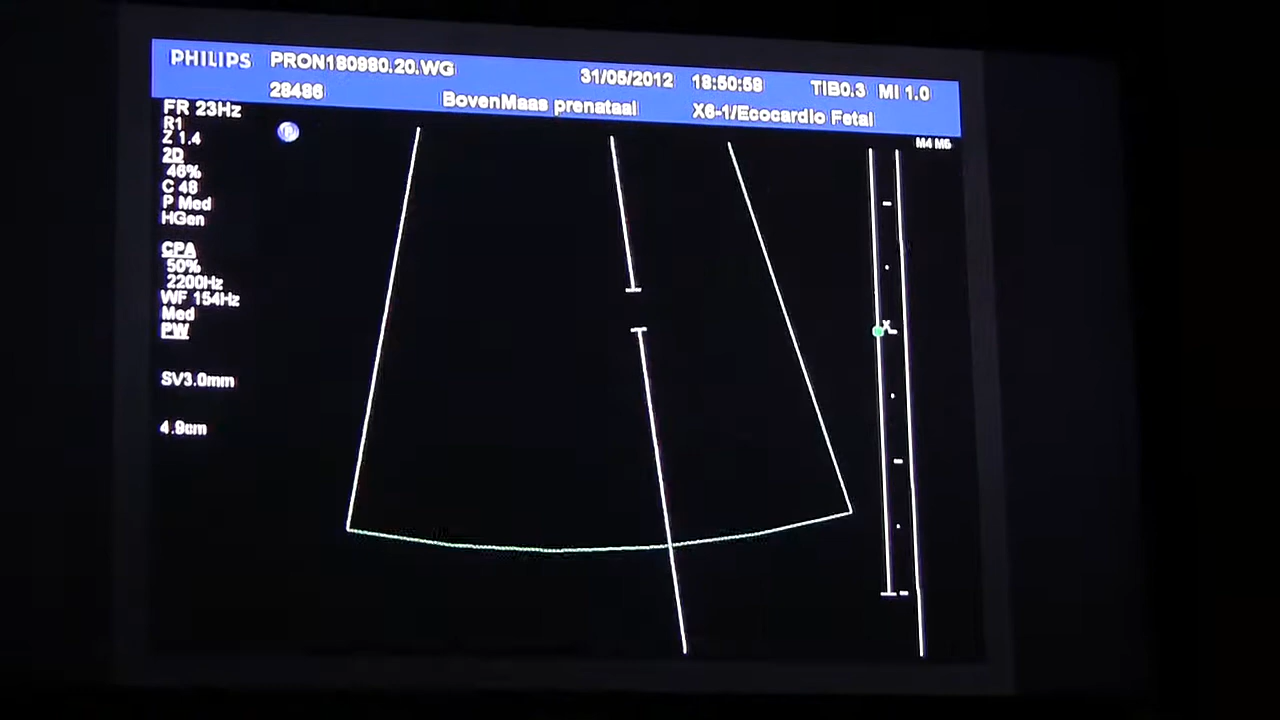 PHILIPS PRON180980.20.WG 31/05/2012 18:50:58 TIB0.3 MI 1.0
28486 BovenMaas prenataal X6-1/Ecocardio Fetal
FR 23Hz
R1
M4 M5
Z 1.4
2D
46%
C 48
P Med
HGen
CPA
50%
2200Hz
WF 154Hz
Med
PW
SV3.0mm
4.9cm
P
X